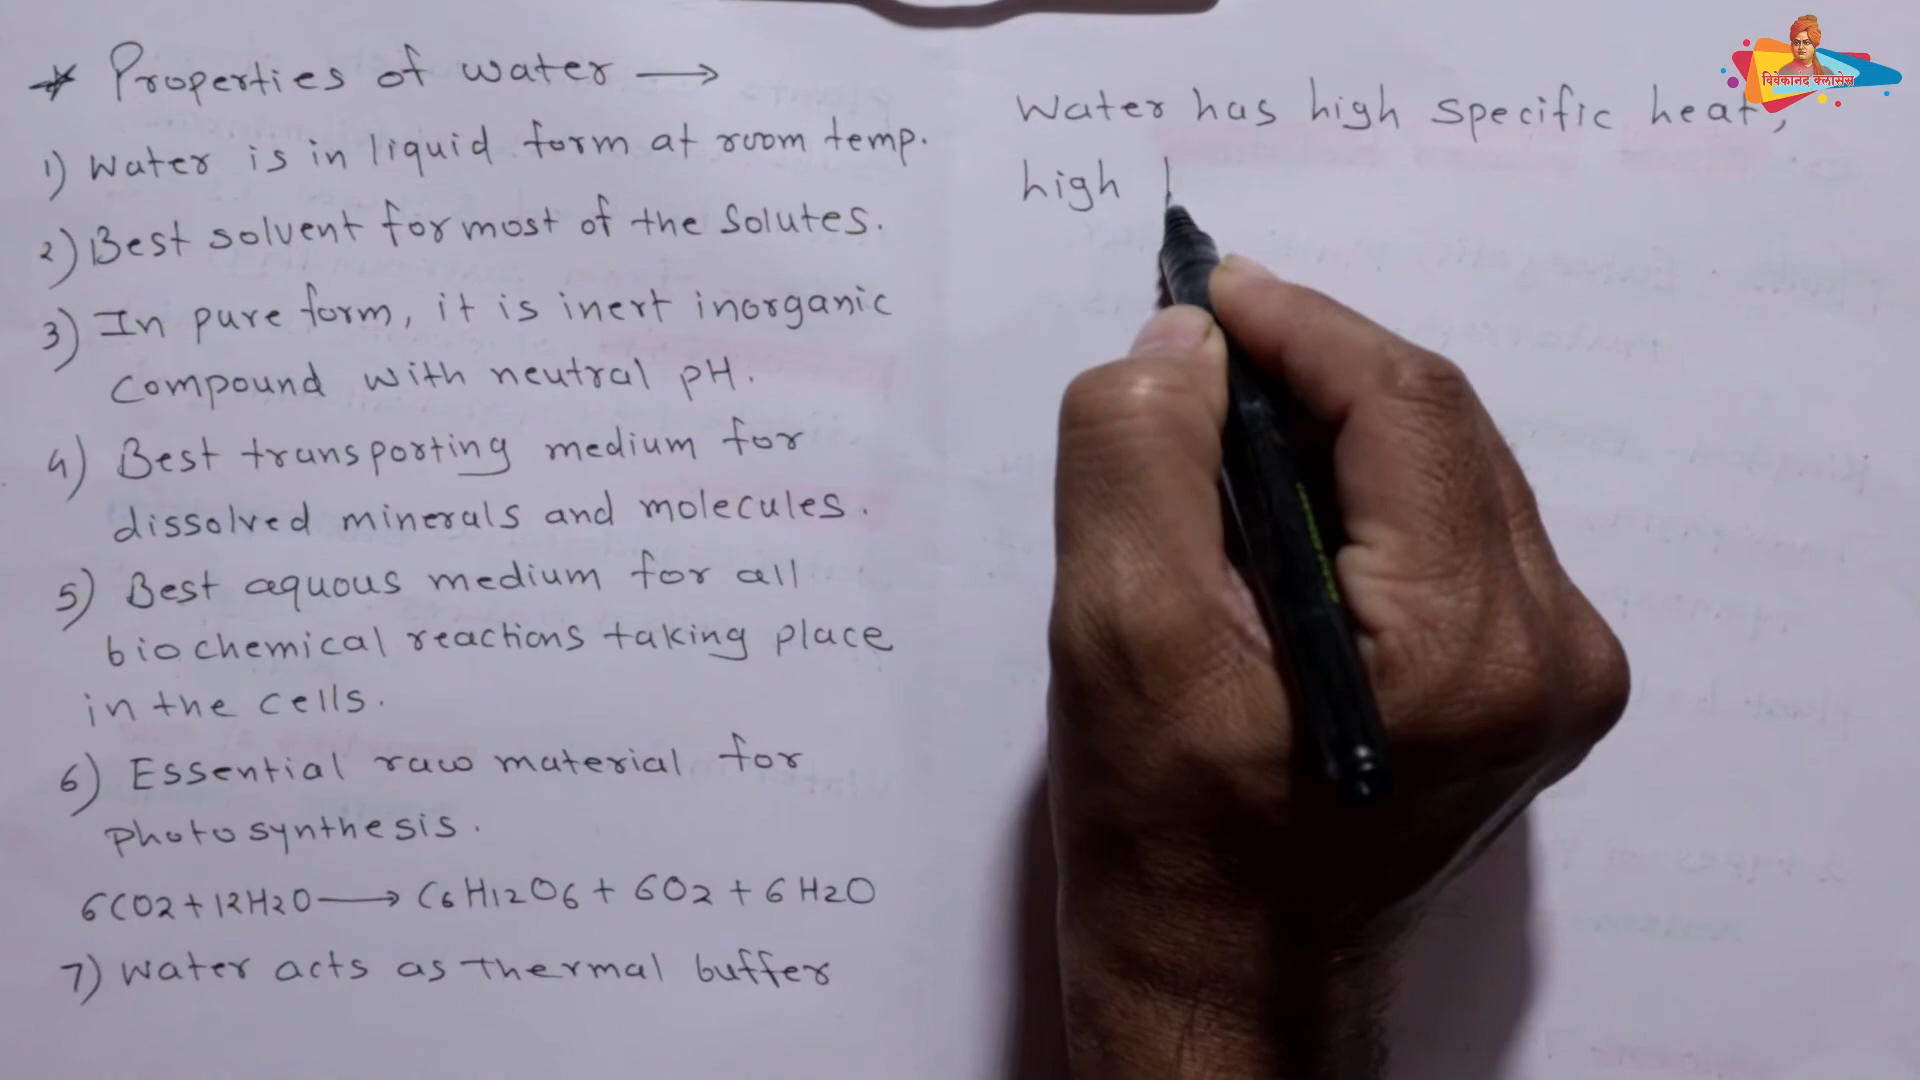 * Properties of water →
1) Water is in liquid form at room temp.
2) Best solvent for most of the solutes.
3) In pure form, it is inert inorganic
compound with neutral pH.
4) Best transporting medium for
dissolved minerals and molecules.
5) Best aquous medium for all
biochemical reactions taking place
in the cells.
6) Essential raw material for
photosynthesis.
6CO2 + 12H2O → C6H12O6 + 6O2 + 6H2O
7) Water acts as thermal buffer
Water has high specific heat,
high
विवेकानंद क्लासेस